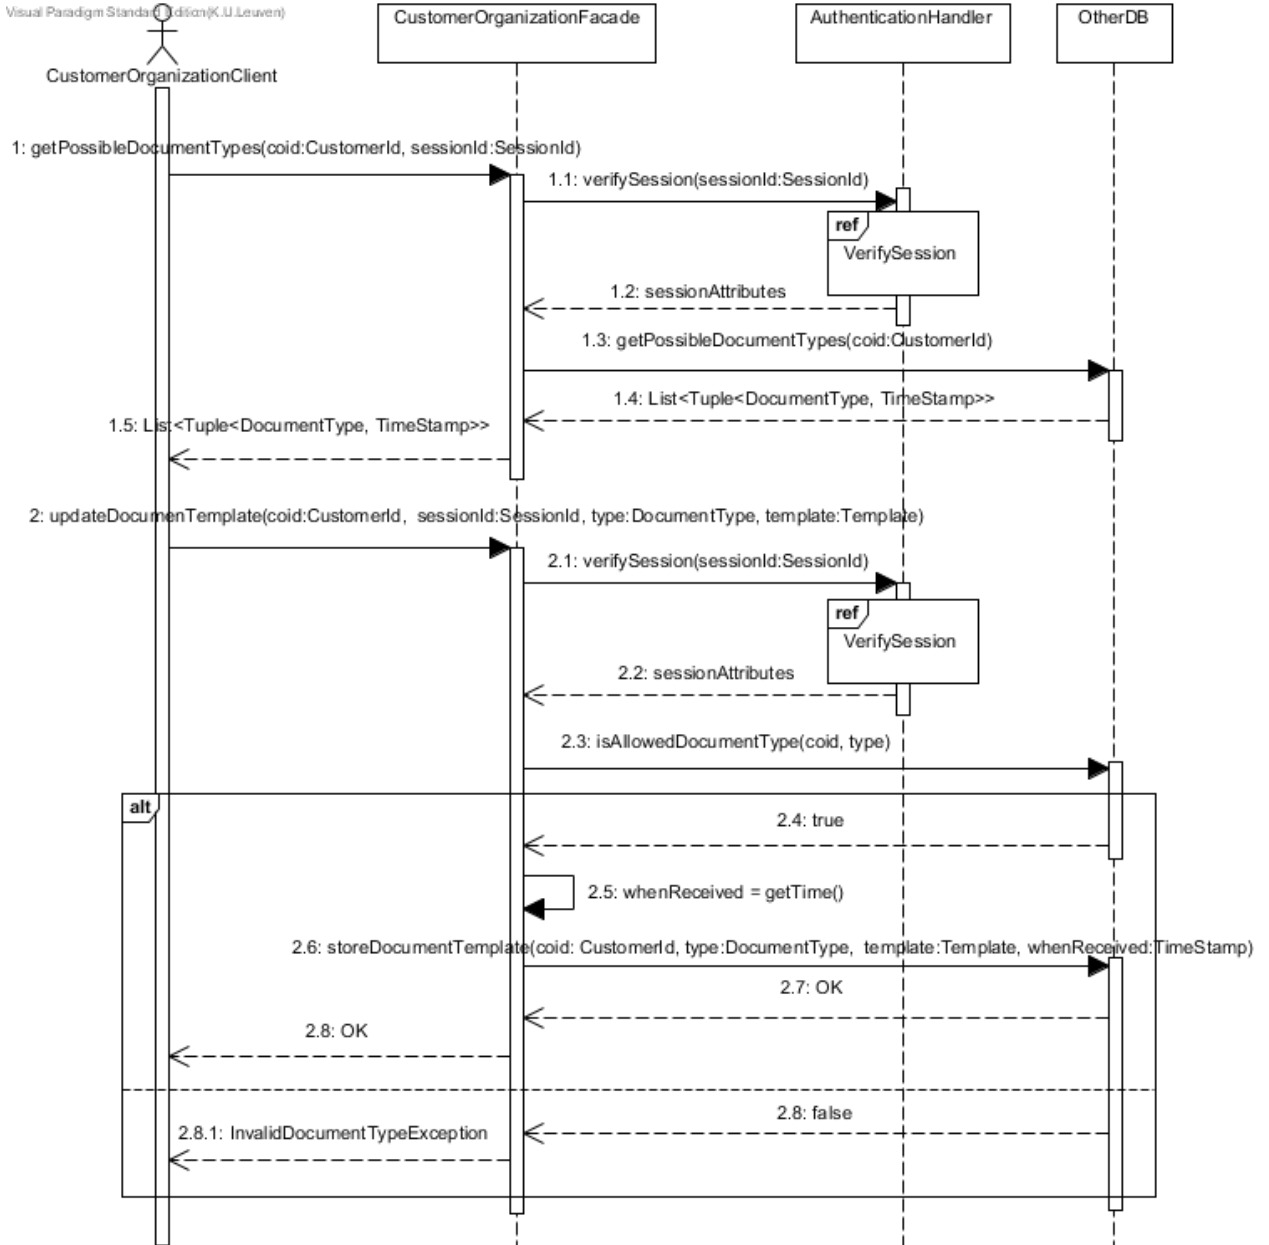 Visual Paradigm Standard Edition(K.U.Leuven)
CustomerOrganizationClient
CustomerOrganizationFacade
AuthenticationHandler
OtherDB
1: getPossibleDocumentTypes(coid:CustomerId, sessionId:SessionId)
1.1: verifySession(sessionId:SessionId)
ref
VerifySession
1.2: sessionAttributes
1.3: getPossibleDocumentTypes(coid:CustomerId)
1.4: List<Tuple<DocumentType, TimeStamp>>
1.5: List<Tuple<DocumentType, TimeStamp>>
2: updateDocumenTemplate(coid:CustomerId, sessionId:SessionId, type:DocumentType, template:Template)
2.1: verifySession(sessionId:SessionId)
ref
VerifySession
2.2: sessionAttributes
2.3: isAllowedDocumentType(coid, type)
alt
2.4: true
2.5: whenReceived = getTime()
2.6: storeDocumentTemplate(coid: CustomerId, type:DocumentType, template:Template, whenReceived:TimeStamp)
2.7: OK
2.8: OK
2.8: false
2.8.1: InvalidDocumentTypeException